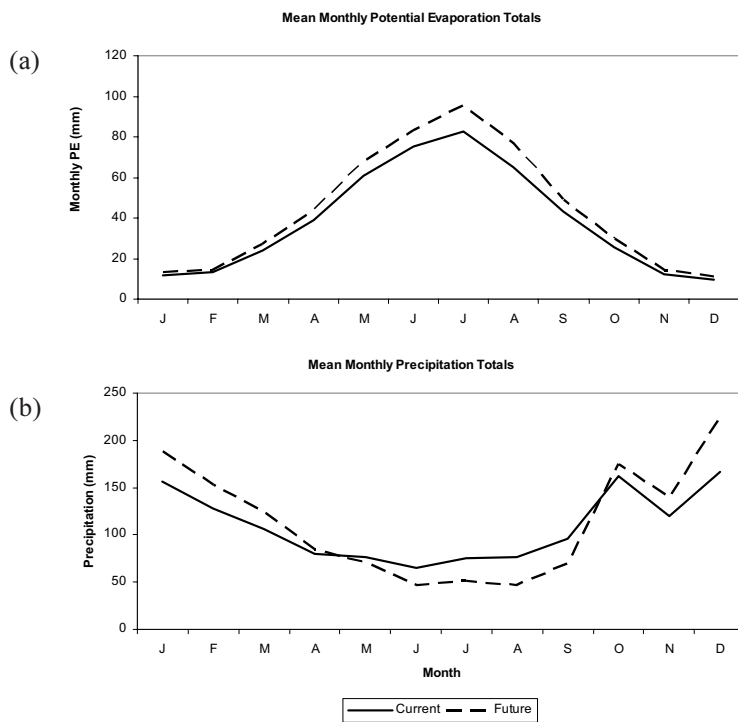 Mean Monthly Potential Evaporation Totals
(a)
120
100
80
60
40
20
0
Monthly PE (mm)
J F M A M J J A S O N D
Mean Monthly Precipitation Totals
(b)
250
200
150
100
50
0
Precipitation (mm)
J F M A M J J A S O N D
Month
Current Future